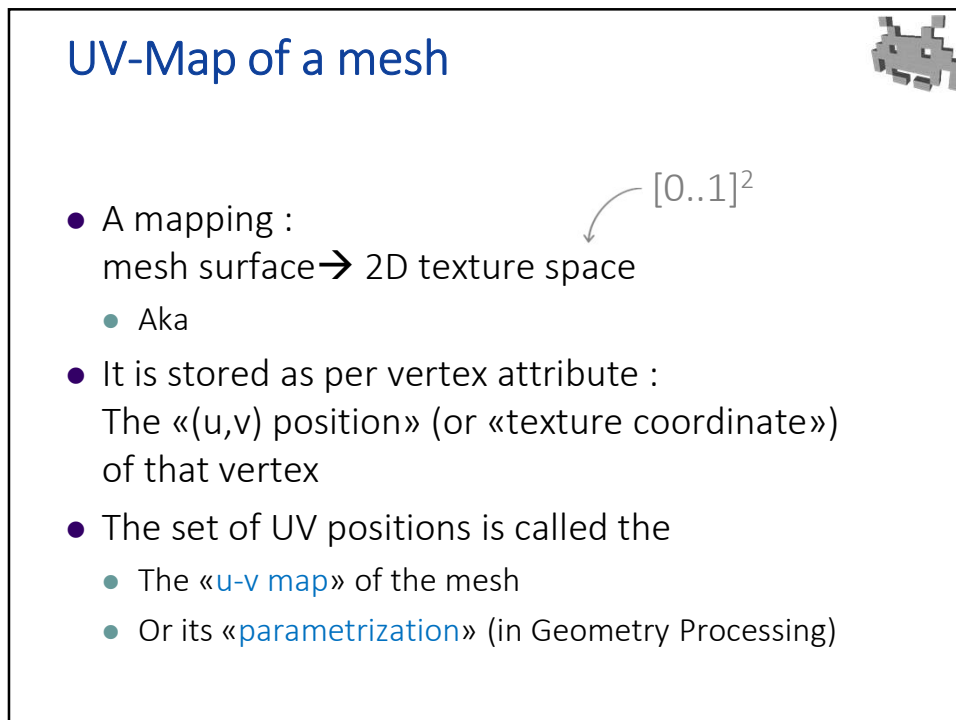 UV-Map of a mesh
[0..1]²
A mapping :
mesh surface→ 2D texture space
Aka
It is stored as per vertex attribute :
The «(u,v) position» (or «texture coordinate»)
of that vertex
The set of UV positions is called the
The «u-v map» of the mesh
Or its «parametrization» (in Geometry Processing)